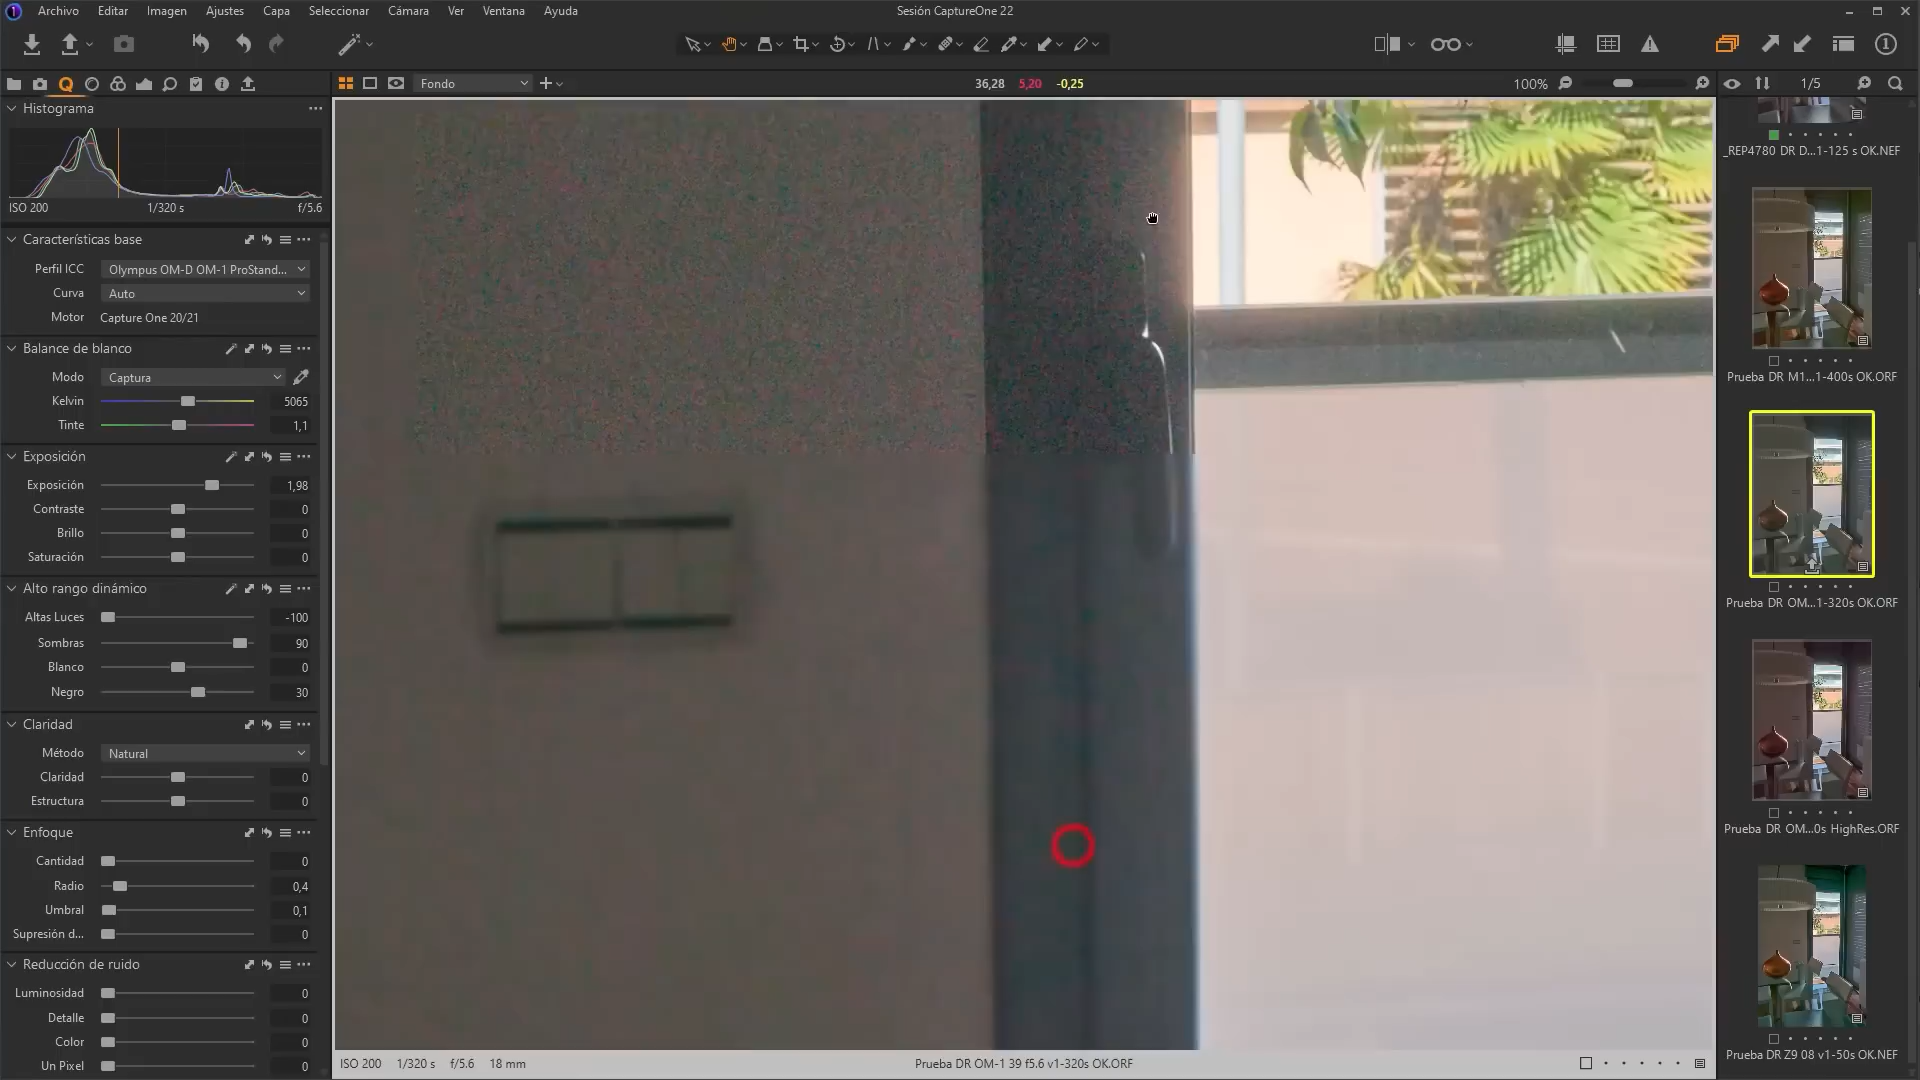 Archivo Editar Imagen Ajustes Capa Seleccionar Cámara Ver Ventana Ayuda
Sesión CaptureOne 22
Fondo
36,28 5,20 -0,25
100%
1/5
Histograma
ISO 200 1/320 s f/5.6
Características base
Perfil ICC Olympus OM-D OM-1 ProStand...
Curva Auto
Motor Capture One 20/21
Balance de blanco
Modo Captura
Kelvin 5065
Tinte 1,1
Exposición
Exposición 1,98
Contraste 0
Brillo 0
Saturación 0
Alto rango dinámico
Altas Luces -100
Sombras 90
Blanco 0
Negro 30
Claridad
Método Natural
Claridad 0
Estructura 0
Enfoque
Cantidad 0
Radio 0,4
Umbral 0,1
Supresión d... 0
Reducción de ruido
Luminosidad 0
Detalle 0
Color 0
Un Pixel 0
ISO 200 1/320 s f/5.6 18 mm
Prueba DR OM-1 39 f5.6 v1-320s OK.ORF
_REP4780 DR D...1-125 s OK.NEF
Prueba DR M1...1-400s OK.ORF
Prueba DR OM...1-320s OK.ORF
Prueba DR OM...0s HighRes.ORF
Prueba DR Z9 08 v1-50s OK.NEF